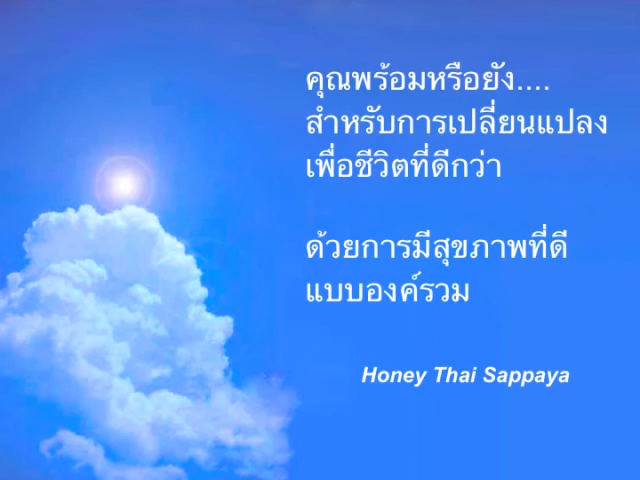 คุณพร้อมหรือยัง....
สำหรับการเปลี่ยนแปลง
เพื่อชีวิตที่ดีกว่า
ด้วยการมีสุขภาพที่ดี
แบบองค์รวม
Honey Thai Sappaya